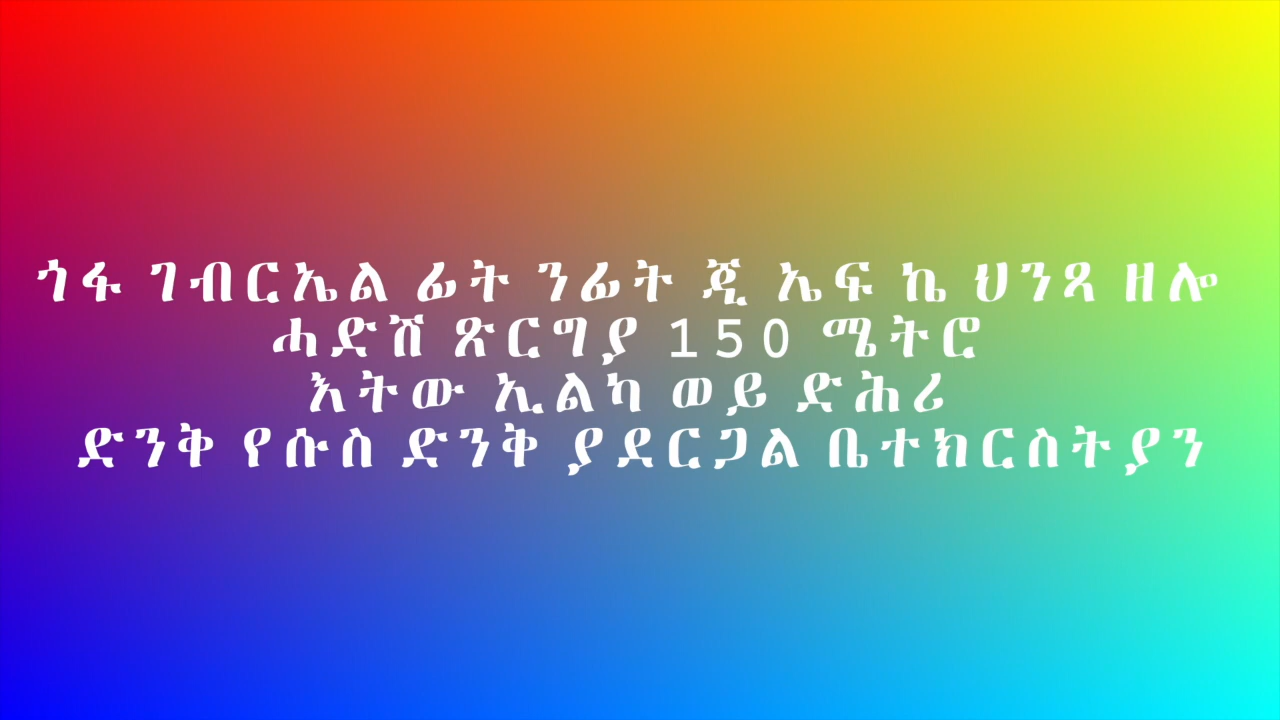 ጎፋ ገብርኤል ፊት ንፊት ጂ ኤፍ ኬ ህንጻ ዘሎ
ሓድሽ ጽርግያ 150 ሜትሮ
እትው ኢልካ ወይ ድሕሪ
ድንቅ የሱስ ድንቅ ያደርጋል ቤተክርስትያን